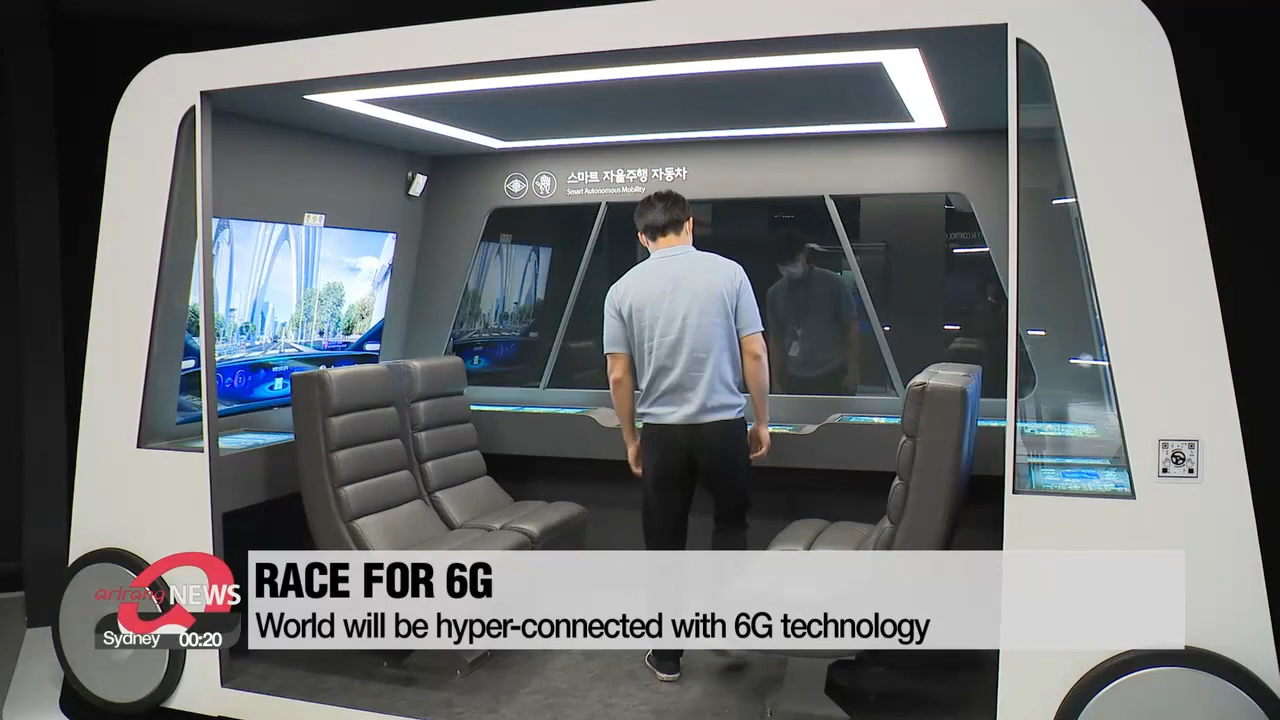 스마트 자율주행 자동차
Smart Autonomous Mobility
arirang NEWS
Sydney 00:20
RACE FOR 6G
World will be hyper-connected with 6G technology